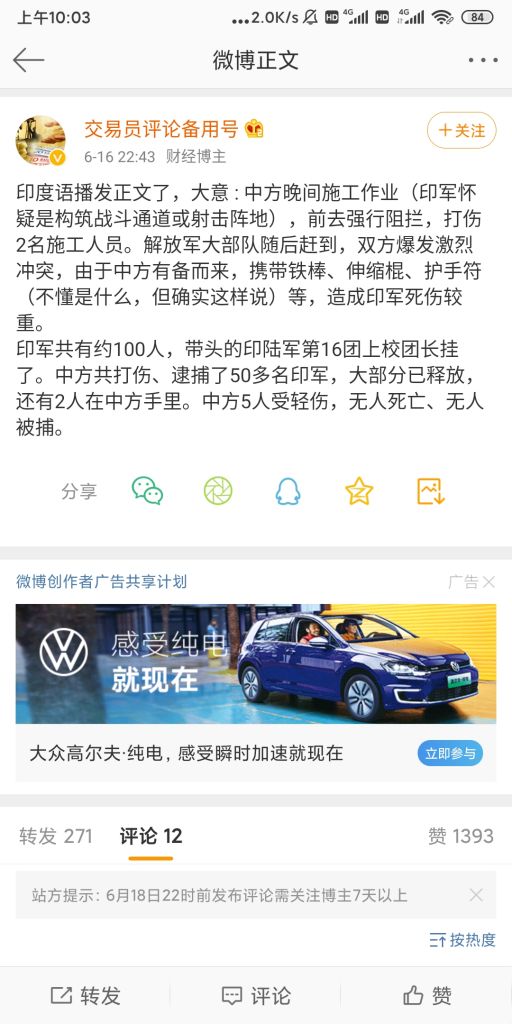 上午10:03
...2.0K/s HD 4G HD 4G 84
微博正文
交易员评论备用号
+关注
6-16 22:43 财经博主
印度语播发正文了，大意：中方晚间施工作业（印军怀
疑是构筑战斗通道或射击阵地），前去强行阻拦，打伤
2名施工人员。解放军大部队随后赶到，双方爆发激烈
冲突，由于中方有备而来，携带铁棒、伸缩棍、护手符
（不懂是什么，但确实这样说）等，造成印军死伤较
重。
印军共有约100人，带头的印陆军第16团上校团长挂
了。中方共打伤、逮捕了50多名印军，大部分已释放，
还有2人在中方手里。中方5人受轻伤，无人死亡、无人
被捕。
分享
微博创作者广告共享计划
广告
感受纯电
就现在
大众高尔夫·纯电，感受瞬时加速就现在
立即参与
转发 271 评论 12 赞 1393
站方提示：6月18日22时前发布评论需关注博主7天以上
按热度
转发 评论 赞